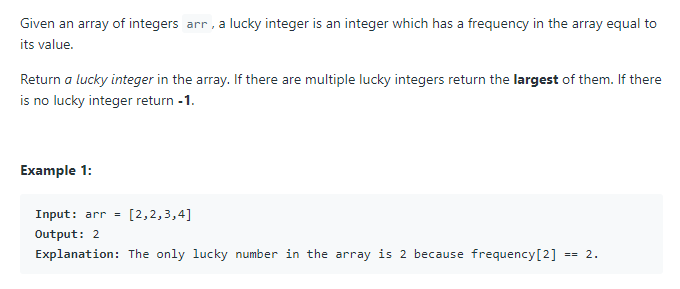 Given an array of integers arr, a lucky integer is an integer which has a frequency in the array equal to
its value.
Return a lucky integer in the array. If there are multiple lucky integers return the largest of them. If there
is no lucky integer return -1.
Example 1:
Input: arr = [2,2,3,4]
Output: 2
Explanation: The only lucky number in the array is 2 because frequency[2] == 2.